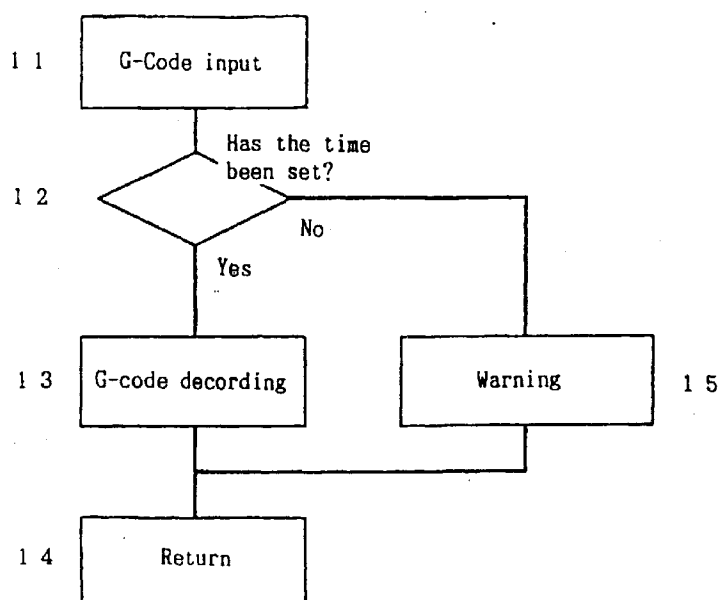 1 1
G-Code input
Has the time
been set?
1 2
No
Yes
1 3
G-code decording
Warning
1 5
1 4
Return